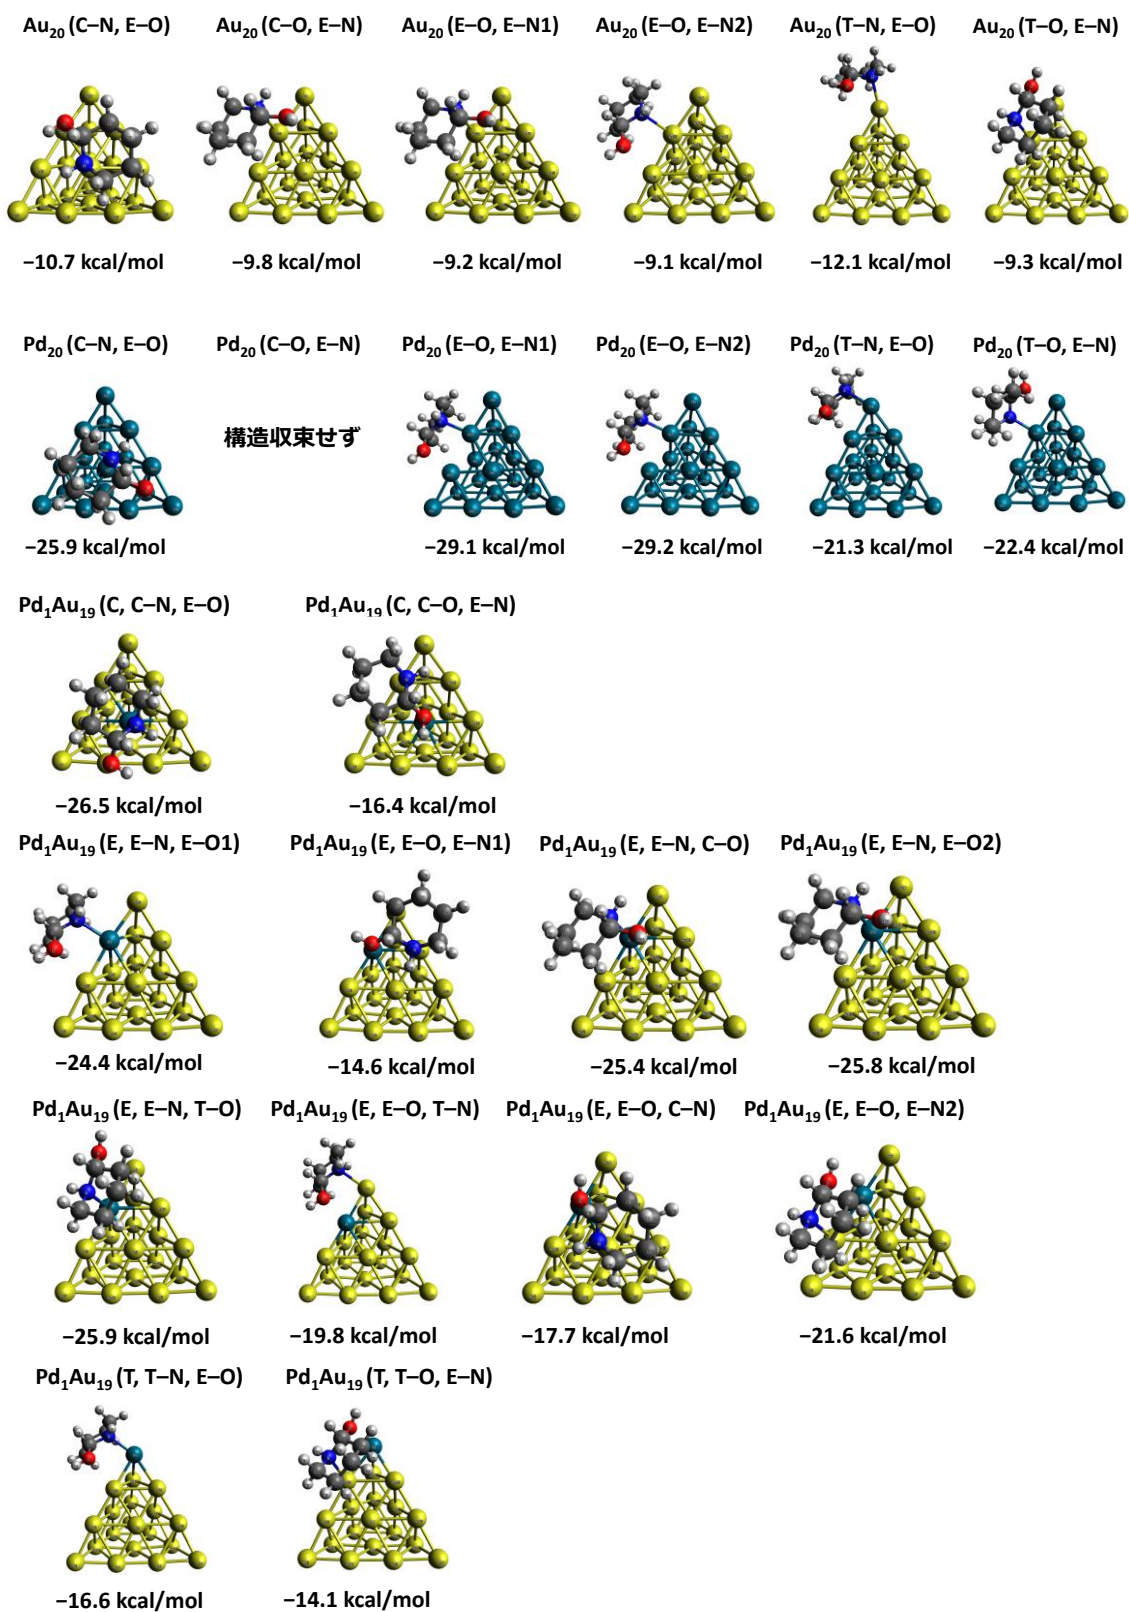 Au₂₀ (C–N, E–O) Au₂₀ (C–O, E–N) Au₂₀ (E–O, E–N1) Au₂₀ (E–O, E–N2) Au₂₀ (T–N, E–O) Au₂₀ (T–O, E–N)
−10.7 kcal/mol −9.8 kcal/mol −9.2 kcal/mol −9.1 kcal/mol −12.1 kcal/mol −9.3 kcal/mol
Pd₂₀ (C–N, E–O) Pd₂₀ (C–O, E–N) Pd₂₀ (E–O, E–N1) Pd₂₀ (E–O, E–N2) Pd₂₀ (T–N, E–O) Pd₂₀ (T–O, E–N)
構造収束せず
−25.9 kcal/mol −29.1 kcal/mol −29.2 kcal/mol −21.3 kcal/mol −22.4 kcal/mol
Pd₁Au₁₉ (C, C–N, E–O) Pd₁Au₁₉ (C, C–O, E–N)
−26.5 kcal/mol −16.4 kcal/mol
Pd₁Au₁₉ (E, E–N, E–O1) Pd₁Au₁₉ (E, E–O, E–N1) Pd₁Au₁₉ (E, E–N, C–O) Pd₁Au₁₉ (E, E–N, E–O2)
−24.4 kcal/mol −14.6 kcal/mol −25.4 kcal/mol −25.8 kcal/mol
Pd₁Au₁₉ (E, E–N, T–O) Pd₁Au₁₉ (E, E–O, T–N) Pd₁Au₁₉ (E, E–O, C–N) Pd₁Au₁₉ (E, E–O, E–N2)
−25.9 kcal/mol −19.8 kcal/mol −17.7 kcal/mol −21.6 kcal/mol
Pd₁Au₁₉ (T, T–N, E–O) Pd₁Au₁₉ (T, T–O, E–N)
−16.6 kcal/mol −14.1 kcal/mol